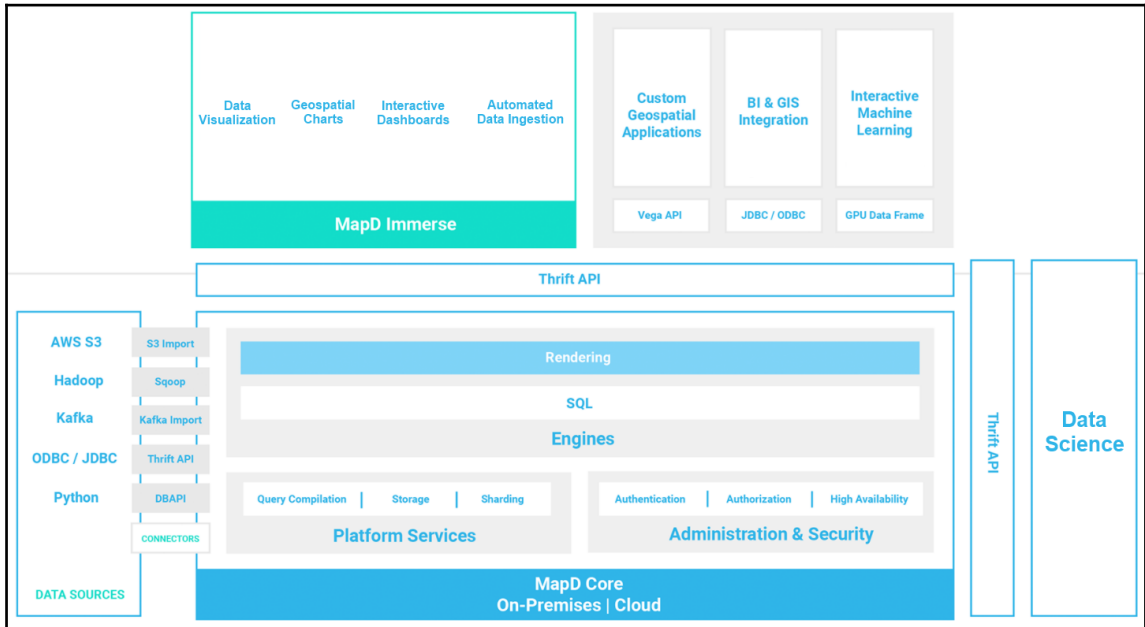 Data
Visualization
Geospatial
Charts
Interactive
Dashboards
Automated
Data Ingestion
MapD Immerse
Custom
Geospatial
Applications
BI & GIS
Integration
Interactive
Machine
Learning
Vega API
JDBC / ODBC
GPU Data Frame
Thrift API
AWS S3
S3 Import
Hadoop
Sqoop
Kafka
Kafka Import
ODBC / JDBC
Thrift API
Python
DBAPI
CONNECTORS
DATA SOURCES
Rendering
SQL
Engines
Query Compilation | Storage | Sharding
Platform Services
Authentication | Authorization | High Availability
Administration & Security
MapD Core
On-Premises | Cloud
Thrift API
Data
Science